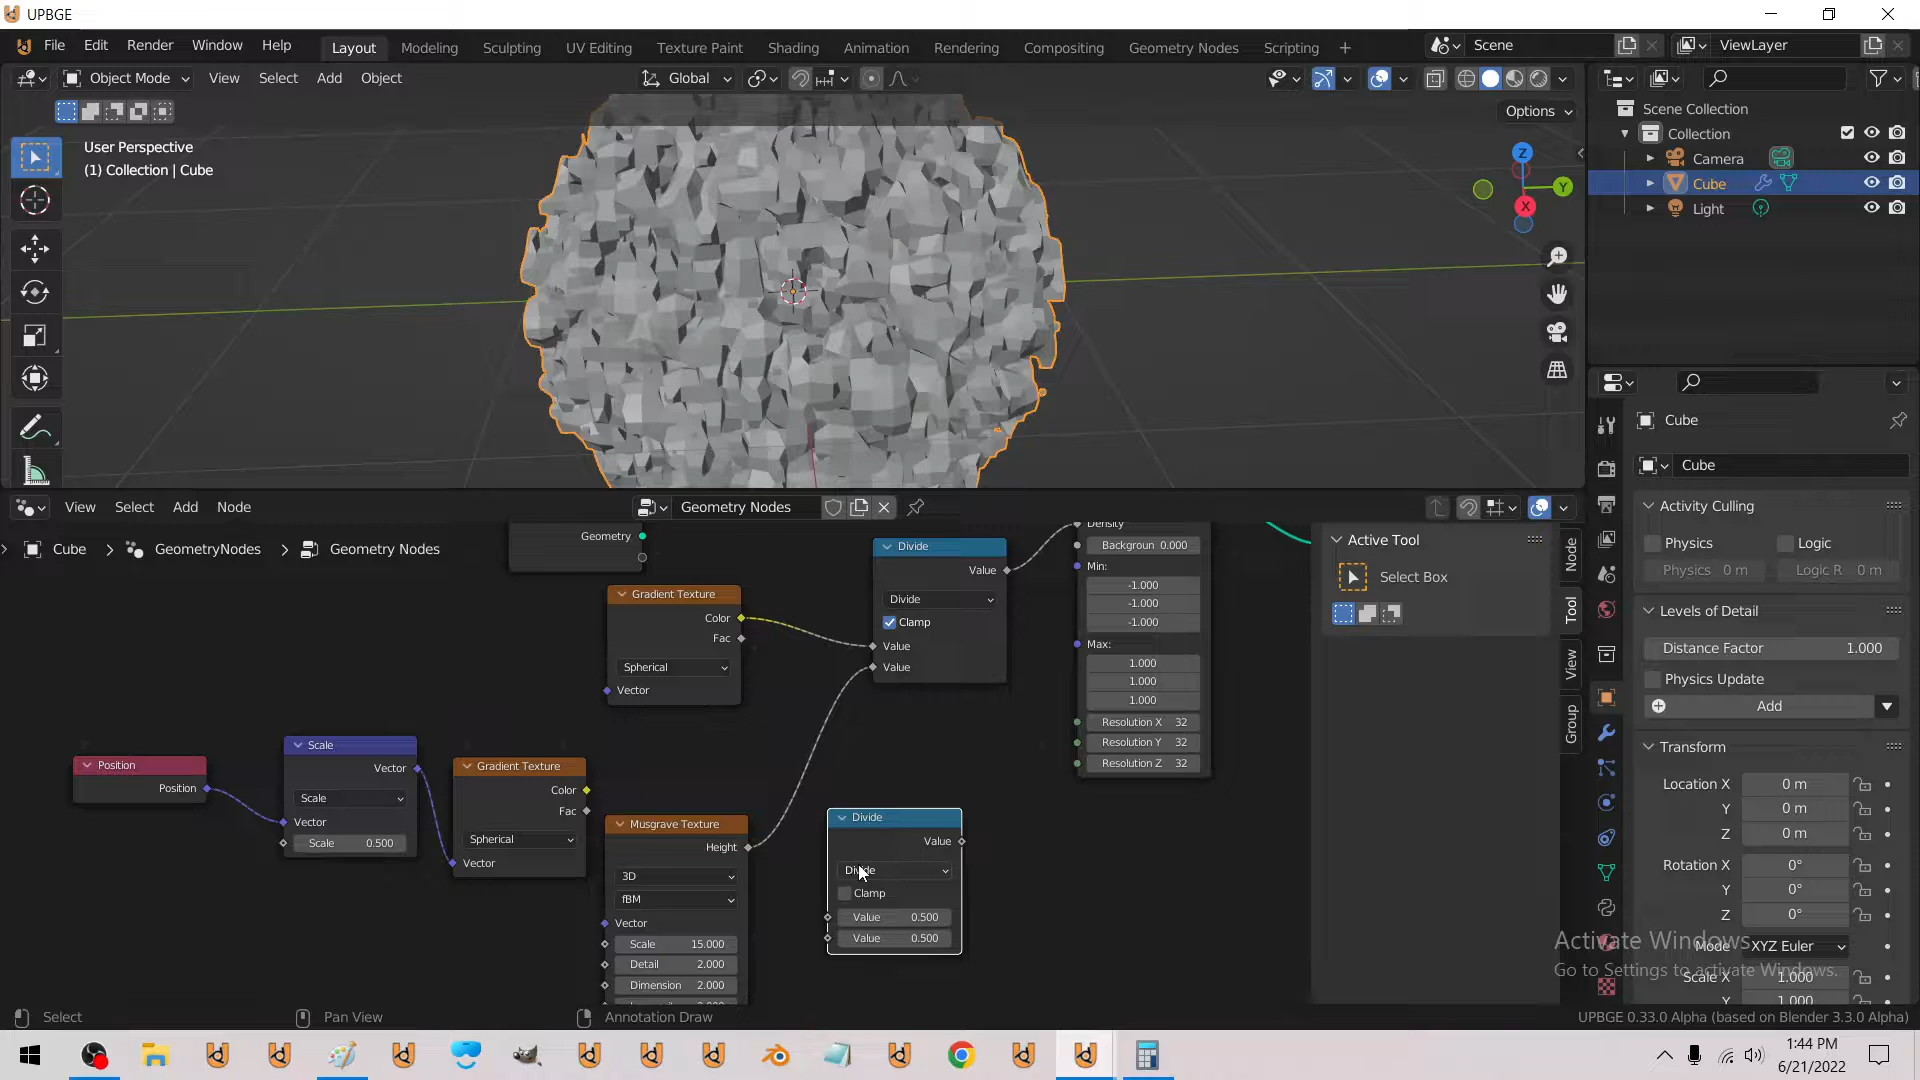 UPBGE
File Edit Render Window Help Layout Modeling Sculpting UV Editing Texture Paint Shading Animation Rendering Compositing Geometry Nodes Scripting + Scene ViewLayer
Object Mode View Select Add Object Global
Options
User Perspective
(1) Collection | Cube
Z
Y
X
Scene Collection
Collection
Camera
Cube
Light
View Select Add Node Geometry Nodes
Cube > GeometryNodes > Geometry Nodes
Geometry
Gradient Texture
Color
Fac
Spherical
Vector
Divide
Value
Divide
Clamp
Value
Value
Density
Backgroun 0.000
Min:
-1.000
-1.000
-1.000
Max:
1.000
1.000
1.000
Resolution X 32
Resolution Y 32
Resolution Z 32
Position
Position
Scale
Vector
Scale
Vector
Scale 0.500
Gradient Texture
Color
Fac
Spherical
Vector
Musgrave Texture
Height
3D
fBM
Vector
Scale 15.000
Detail 2.000
Dimension 2.000
Divide
Value
Divide
Clamp
Value 0.500
Value 0.500
Active Tool
Select Box
Node
Tool
View
Group
Cube
Cube
Activity Culling
Physics Logic
Physics 0 m Logic R 0 m
Levels of Detail
Distance Factor 1.000
Physics Update
Add
Transform
Location X 0 m
Y 0 m
Z 0 m
Rotation X 0°
Y 0°
Z 0°
Mode XYZ Euler
Scale X 1.000
Y 1.000
Activate Windows
Go to Settings to activate Windows.
Select Pan View Annotation Draw UPBGE 0.33.0 Alpha (based on Blender 3.3.0 Alpha)
1:44 PM
6/21/2022